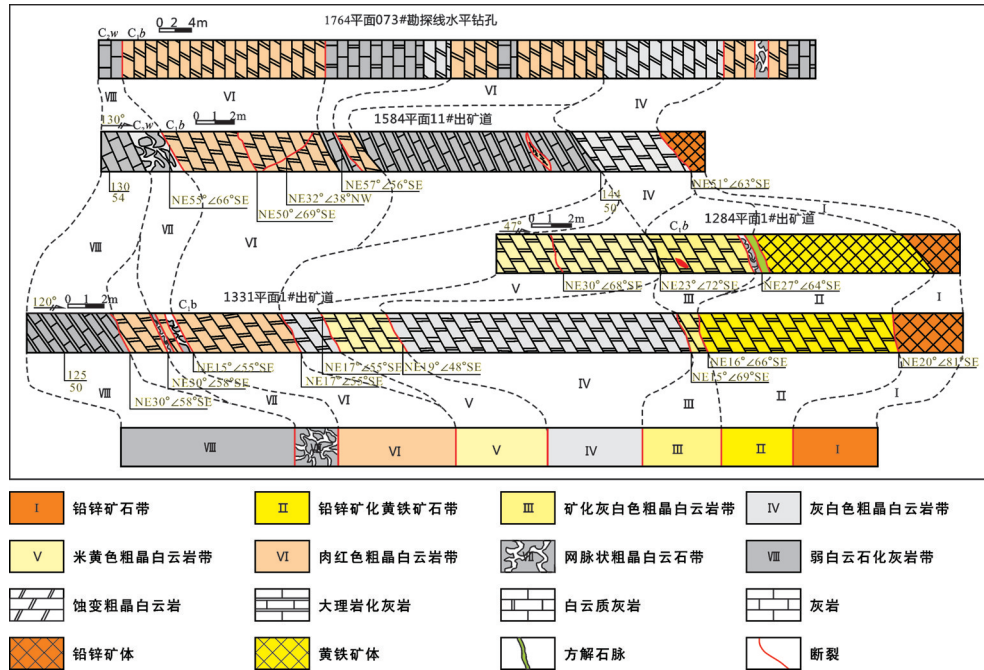 1764平面073#勘探线水平钻孔
0 2 4m
C₂w C₁b
Ⅷ Ⅵ Ⅵ Ⅳ
1584平面11#出矿道
0 1 2m
130° C₂w C₁b
130
54
NE55°∠66°SE
NE50°∠69°SE
NE32°∠38°NW
NE57°∠56°SE
144
50
NE51°∠63°SE
Ⅷ Ⅶ Ⅵ Ⅳ Ⅰ
1284平面1#出矿道
47° 0 1 2m C₁b
NE30°∠68°SE
NE23°∠72°SE
NE27°∠64°SE
Ⅴ Ⅲ Ⅱ Ⅰ
1331平面1#出矿道
120° 0 1 2m C₁b
125
50
NE30°∠58°SE
NE30°∠58°SE
NE15°∠55°SE
NE17°∠55°SE
NE17°∠55°SE
NE19°∠48°SE
NE15°∠69°SE
NE16°∠66°SE
NE20°∠81°SE
Ⅷ Ⅶ Ⅵ Ⅴ Ⅳ Ⅲ Ⅱ Ⅰ
Ⅷ Ⅶ Ⅵ Ⅴ Ⅳ Ⅲ Ⅱ Ⅰ
Ⅰ 铅锌矿石带 Ⅱ 铅锌矿化黄铁矿石带 Ⅲ 矿化灰白色粗晶白云岩带 Ⅳ 灰白色粗晶白云岩带
Ⅴ 米黄色粗晶白云岩带 Ⅵ 肉红色粗晶白云岩带 Ⅶ 网脉状粗晶白云石带 Ⅷ 弱白云石化灰岩带
蚀变粗晶白云岩 大理岩化灰岩 白云质灰岩 灰岩
铅锌矿体 黄铁矿体 方解石脉 断裂